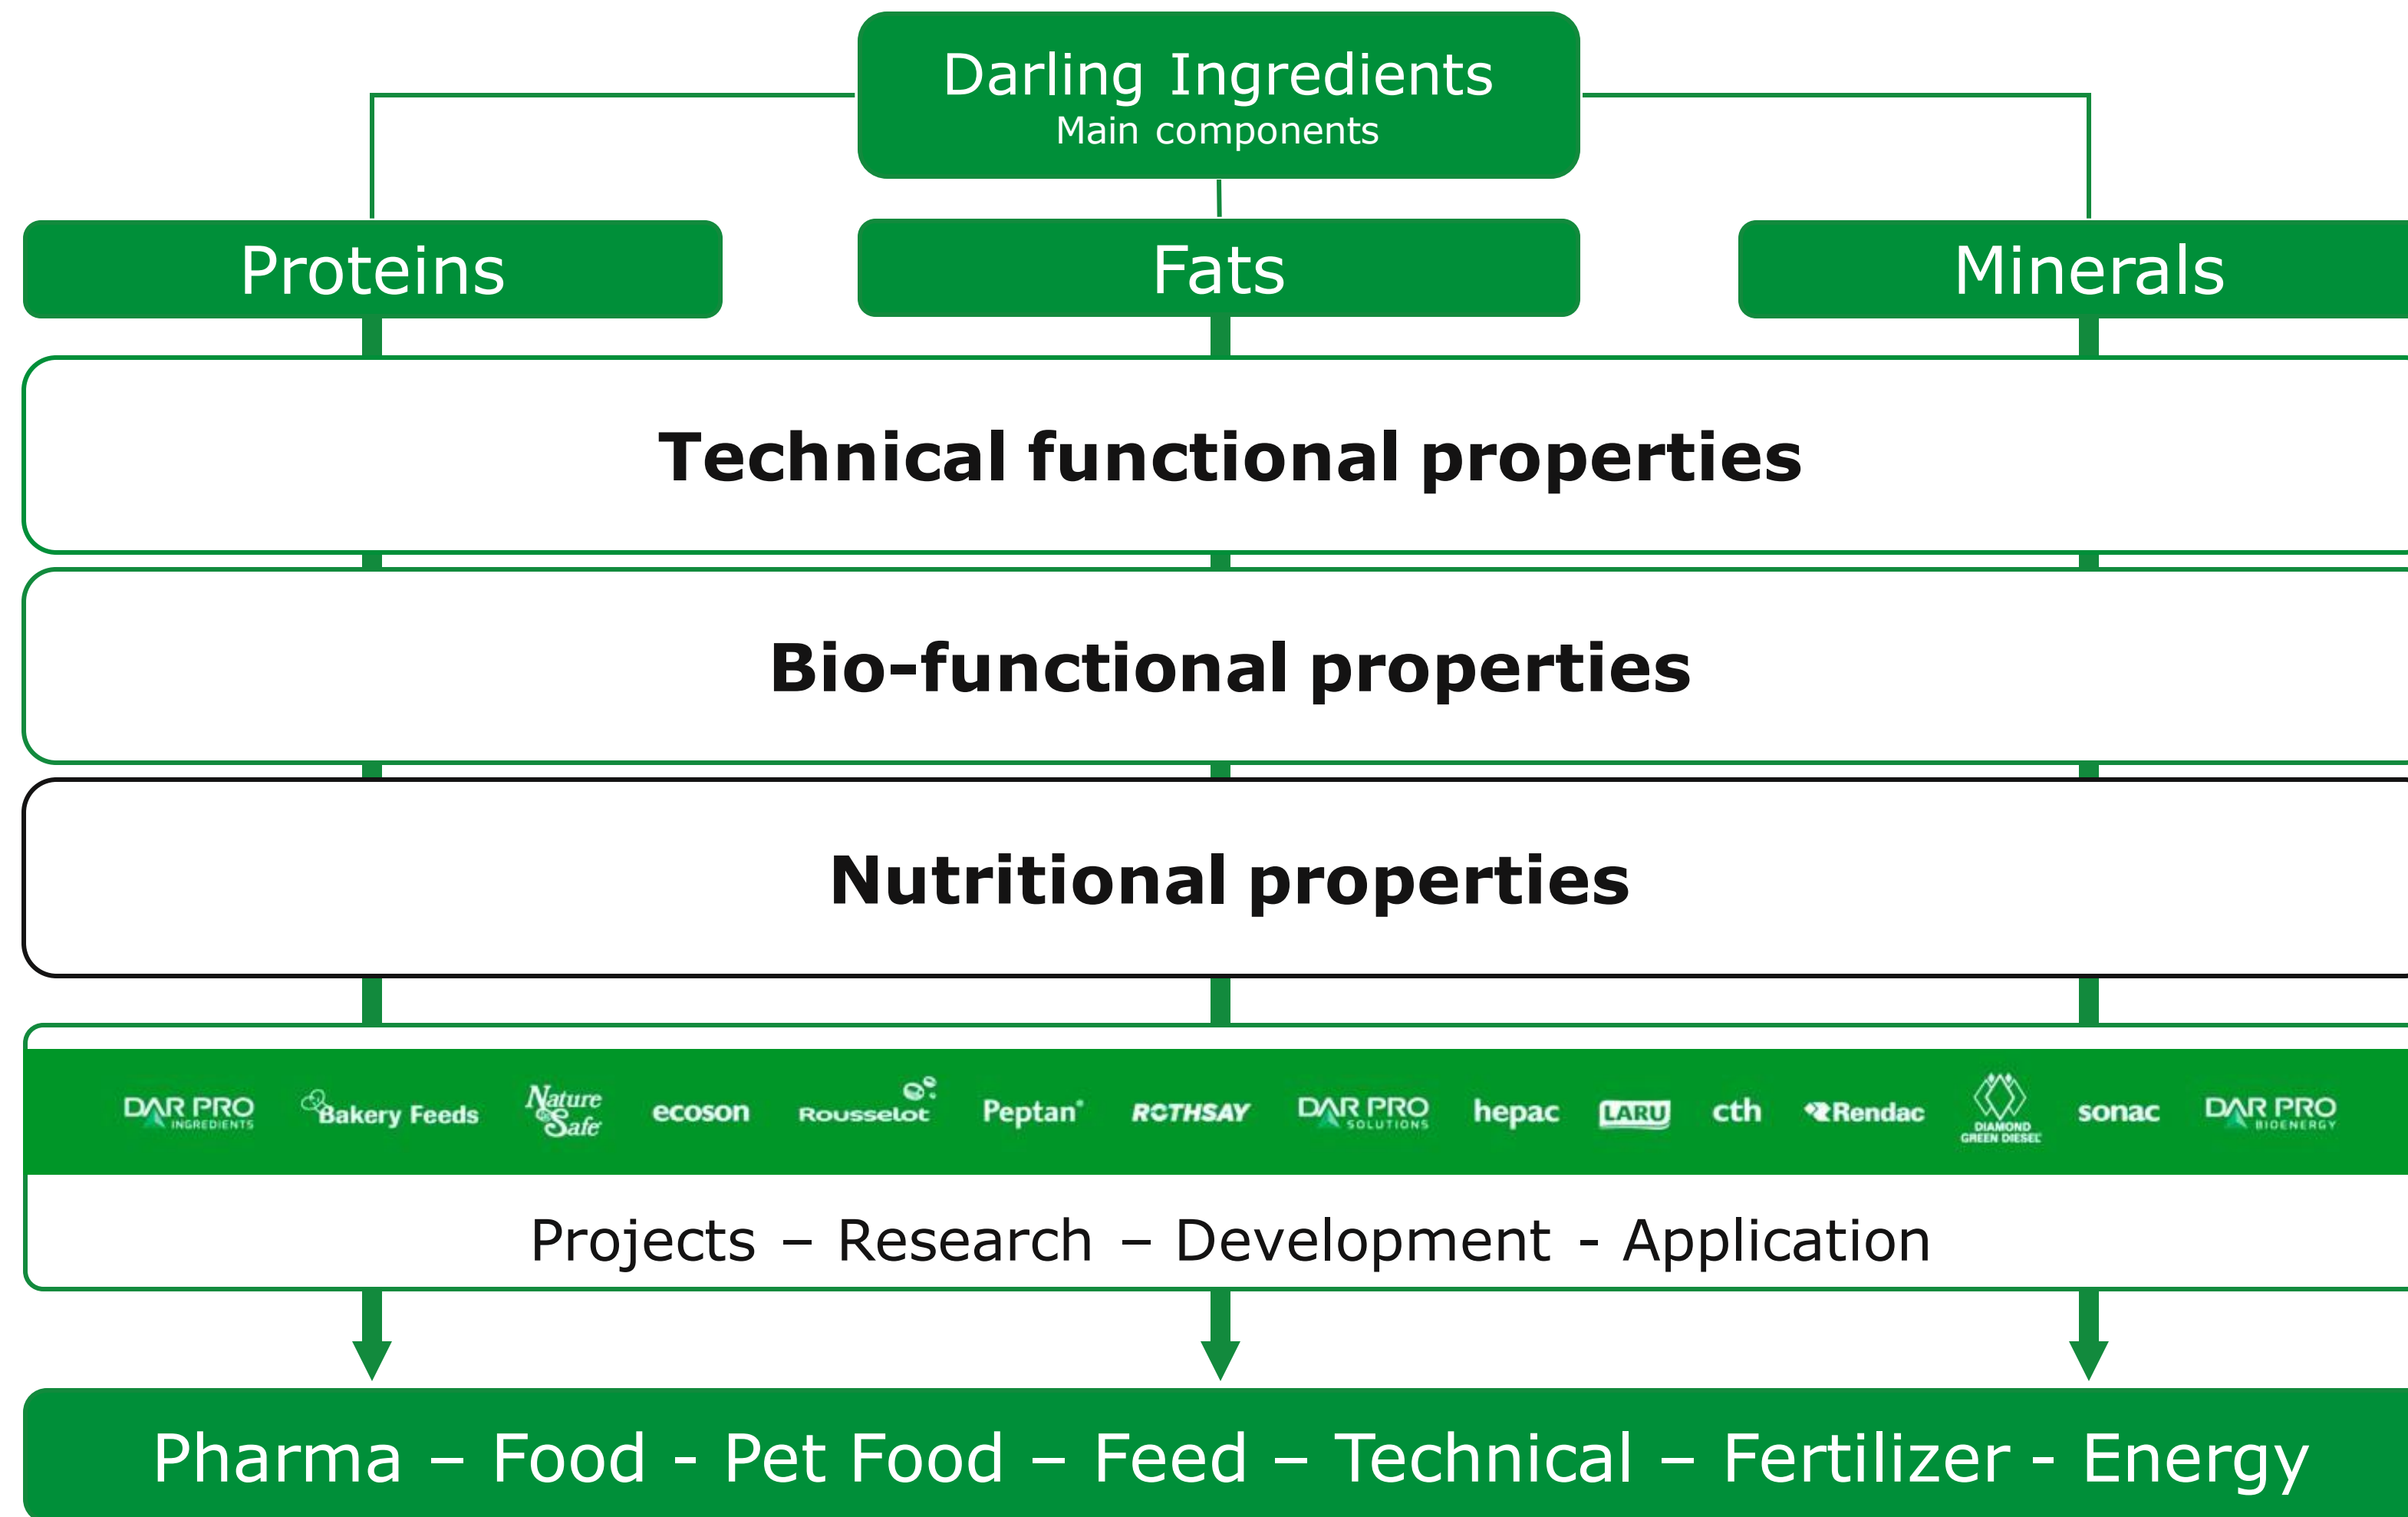 Darling Ingredients
Main components
Proteins
Fats
Minerals
Technical functional properties
Bio-functional properties
Nutritional properties
DAR PRO
INGREDIENTS
Bakery Feeds
Nature
Safe
ecoson
Rousselot
Peptan®
ROTHSAY
DAR PRO
SOLUTIONS
hepac
LARU
cth
Rendac
DIAMOND
GREEN DIESEL
sonac
DAR PRO
BIOENERGY
Projects – Research – Development - Application
Pharma – Food - Pet Food – Feed – Technical – Fertilizer - Energy